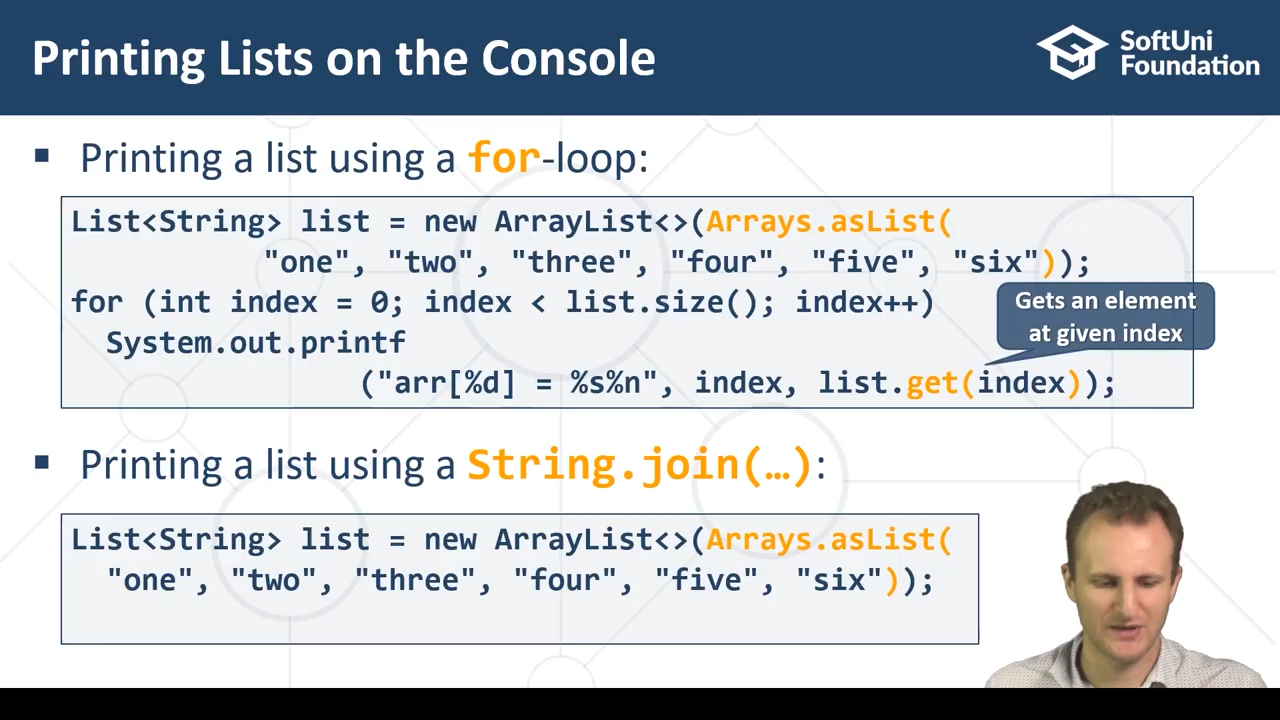 Printing Lists on the Console
SoftUni
Foundation
▪ Printing a list using a for-loop:
List<String> list = new ArrayList<>(Arrays.asList(
"one", "two", "three", "four", "five", "six"));
for (int index = 0; index < list.size(); index++)
System.out.printf
("arr[%d] = %s%n", index, list.get(index));
Gets an element
at given index
▪ Printing a list using a String.join(…):
List<String> list = new ArrayList<>(Arrays.asList(
"one", "two", "three", "four", "five", "six"));